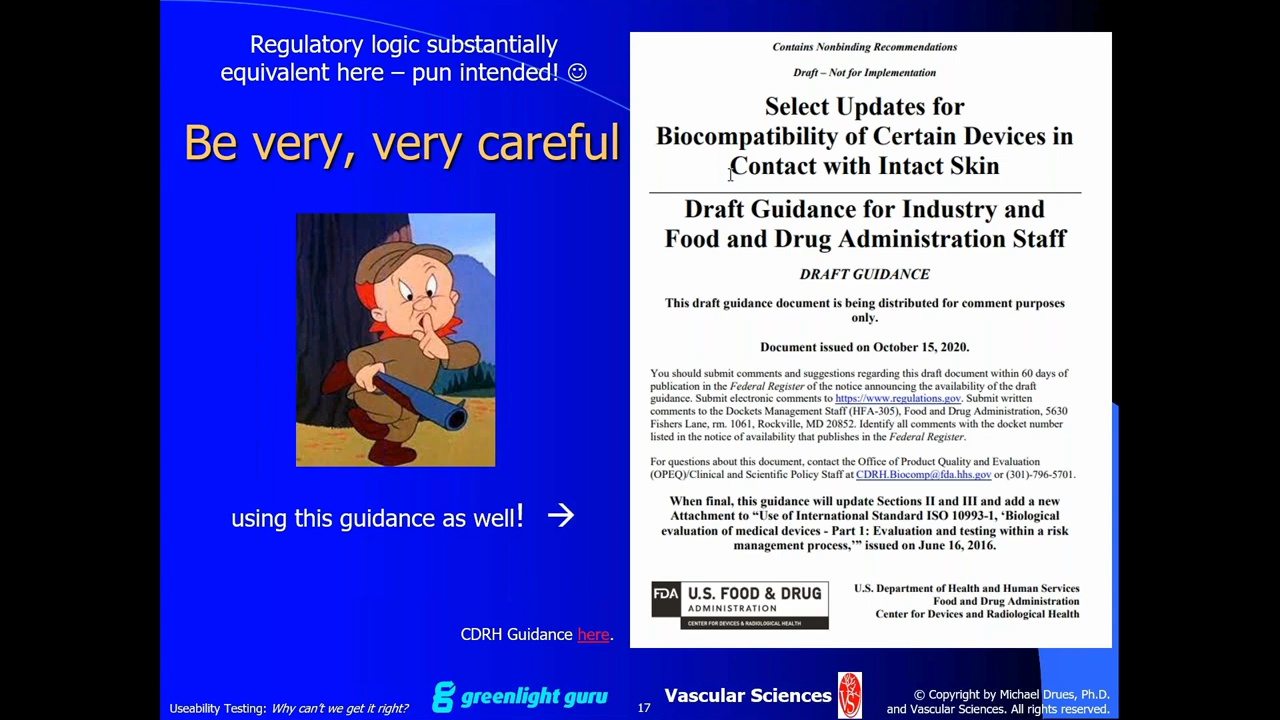 Regulatory logic substantially
equivalent here – pun intended! ☺
Be very, very careful
using this guidance as well! →
CDRH Guidance here.
Contains Nonbinding Recommendations
Draft – Not for Implementation
Select Updates for
Biocompatibility of Certain Devices in
Contact with Intact Skin
Draft Guidance for Industry and
Food and Drug Administration Staff
DRAFT GUIDANCE
This draft guidance document is being distributed for comment purposes
only.
Document issued on October 15, 2020.
You should submit comments and suggestions regarding this draft document within 60 days of
publication in the Federal Register of the notice announcing the availability of the draft
guidance. Submit electronic comments to https://www.regulations.gov. Submit written
comments to the Dockets Management Staff (HFA-305), Food and Drug Administration, 5630
Fishers Lane, rm. 1061, Rockville, MD 20852. Identify all comments with the docket number
listed in the notice of availability that publishes in the Federal Register.
For questions about this document, contact the Office of Product Quality and Evaluation
(OPEQ)/Clinical and Scientific Policy Staff at CDRH.Biocomp@fda.hhs.gov or (301)-796-5701.
When final, this guidance will update Sections II and III and add a new
Attachment to “Use of International Standard ISO 10993-1, ‘Biological
evaluation of medical devices - Part 1: Evaluation and testing within a risk
management process,’” issued on June 16, 2016.
FDA U.S. FOOD & DRUG
ADMINISTRATION
CENTER FOR DEVICES & RADIOLOGICAL HEALTH
U.S. Department of Health and Human Services
Food and Drug Administration
Center for Devices and Radiological Health
Useability Testing: Why can't we get it right?
greenlight guru
17
Vascular Sciences
© Copyright by Michael Drues, Ph.D.
and Vascular Sciences. All rights reserved.